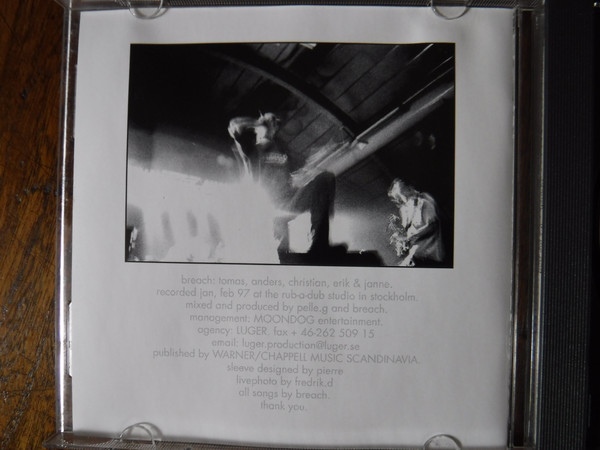 breach: tomas, anders, christian, erik & janne.
recorded jan, feb 97 at the rub-a-dub studio in stockholm.
mixed and produced by pelle.g and breach.
management: MOONDOG entertainment.
agency: LUGER. fax + 46-262 509 15
email: luger.production@luger.se
published by WARNER/CHAPPELL MUSIC SCANDINAVIA.
sleeve designed by pierre
livephoto by fredrik.d
all songs by breach.
thank you.